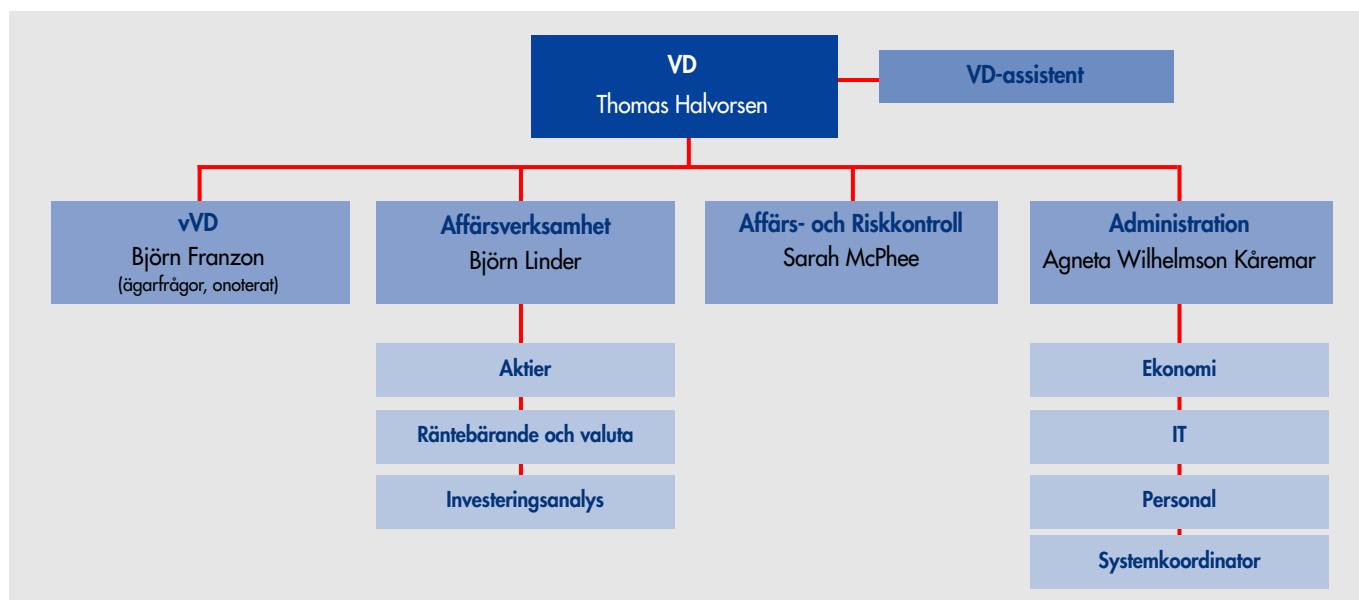 VD
Thomas Halvorsen
VD-assistent
vVD
Björn Franzon
(ägarfrågor, onoterat)
Affärsverksamhet
Björn Linder
Affärs- och Riskkontroll
Sarah McPhee
Administration
Agneta Wilhelmson Kåremar
Aktier
Räntebärande och valuta
Investeringsanalys
Ekonomi
IT
Personal
Systemkoordinator